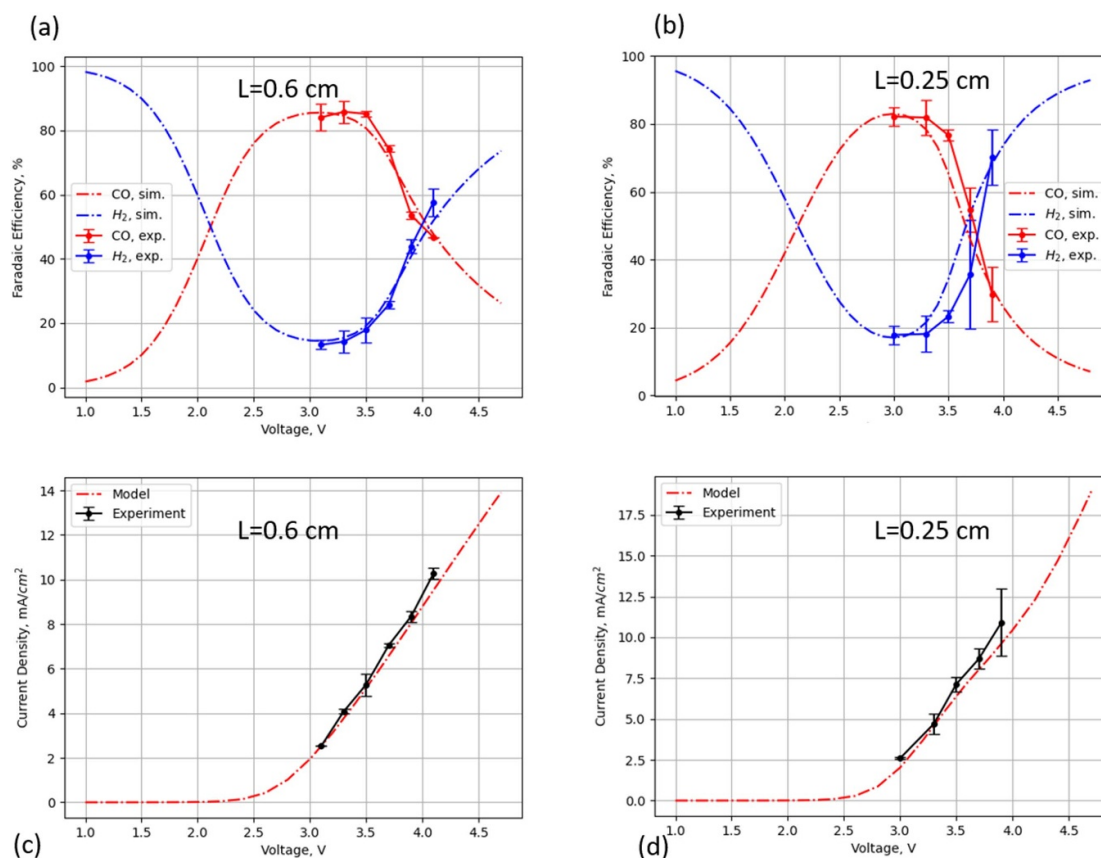 (a)
L=0.6 cm
Faradaic Efficiency, %
100
80
60
40
20
0
CO, sim.
H₂, sim.
CO, exp.
H₂, exp.
1.0 1.5 2.0 2.5 3.0 3.5 4.0 4.5
Voltage, V
(b)
L=0.25 cm
Faradaic Efficiency, %
100
80
60
40
20
0
CO, sim.
H₂, sim.
CO, exp.
H₂, exp.
1.0 1.5 2.0 2.5 3.0 3.5 4.0 4.5
(c)
L=0.6 cm
Model
Experiment
Current Density, mA/cm²
14
12
10
8
6
4
2
0
1.0 1.5 2.0 2.5 3.0 3.5 4.0 4.5
Voltage, V
(d)
L=0.25 cm
Model
Experiment
Current Density, mA/cm²
17.5
15.0
12.5
10.0
7.5
5.0
2.5
0.0
1.0 1.5 2.0 2.5 3.0 3.5 4.0 4.5
Voltage, V